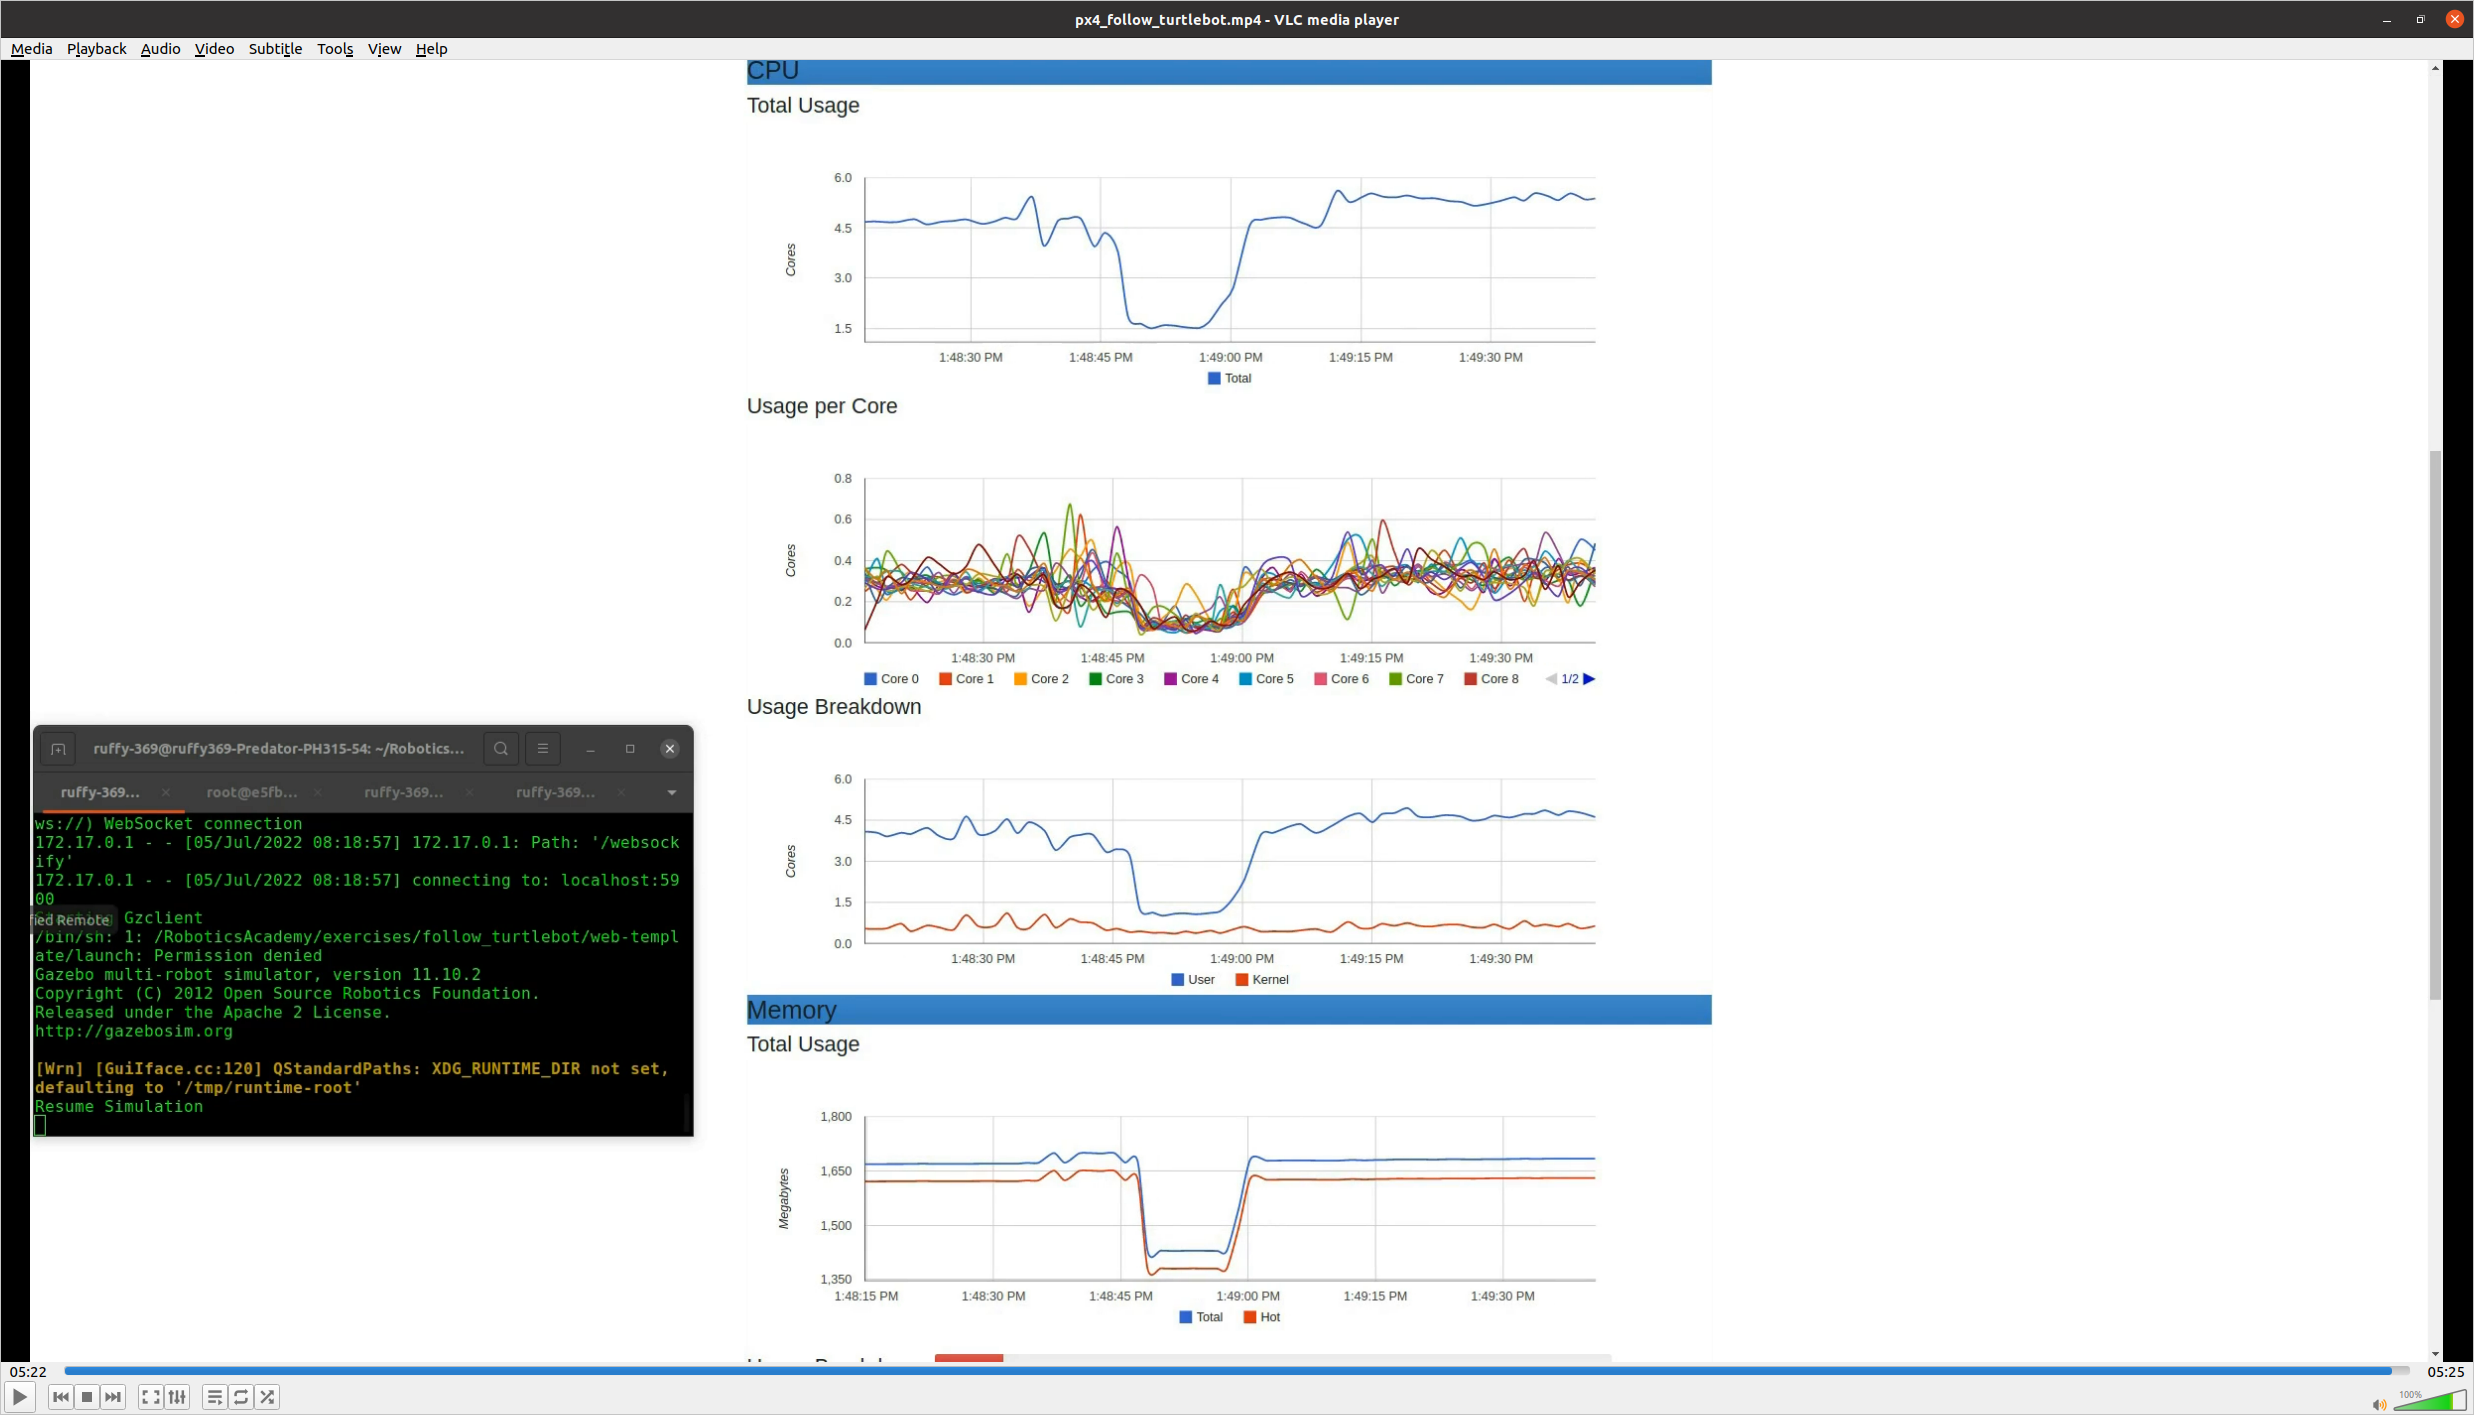 px4_follow_turtlebot.mp4 - VLC media player
Media Playback Audio Video Subtitle Tools View Help
CPU
Total Usage
6.0
4.5
3.0
1.5
Cores
1:48:30 PM 1:48:45 PM 1:49:00 PM 1:49:15 PM 1:49:30 PM
Total
Usage per Core
0.8
0.6
0.4
0.2
0.0
Cores
1:48:30 PM 1:48:45 PM 1:49:00 PM 1:49:15 PM 1:49:30 PM
Core 0 Core 1 Core 2 Core 3 Core 4 Core 5 Core 6 Core 7 Core 8 1/2
Usage Breakdown
6.0
4.5
3.0
1.5
0.0
Cores
1:48:30 PM 1:48:45 PM 1:49:00 PM 1:49:15 PM 1:49:30 PM
User Kernel
Memory
Total Usage
1,800
1,650
1,500
1,350
Megabytes
1:48:15 PM 1:48:30 PM 1:48:45 PM 1:49:00 PM 1:49:15 PM 1:49:30 PM
Total Hot
ruffy-369@ruffy369-Predator-PH315-54: ~/Robotics...
ruffy-369... root@e5fb... ruffy-369... ruffy-369...
ws://) WebSocket connection
172.17.0.1 - - [05/Jul/2022 08:18:57] 172.17.0.1: Path: '/websock
ify'
172.17.0.1 - - [05/Jul/2022 08:18:57] connecting to: localhost:59
00
Gzclient
fied Remote
/bin/sh: 1: /RoboticsAcademy/exercises/follow_turtlebot/web-templ
ate/launch: Permission denied
Gazebo multi-robot simulator, version 11.10.2
Copyright (C) 2012 Open Source Robotics Foundation.
Released under the Apache 2 License.
http://gazebosim.org
[Wrn] [GuiIface.cc:120] QStandardPaths: XDG_RUNTIME_DIR not set,
defaulting to '/tmp/runtime-root'
Resume Simulation
05:22 05:25
100%